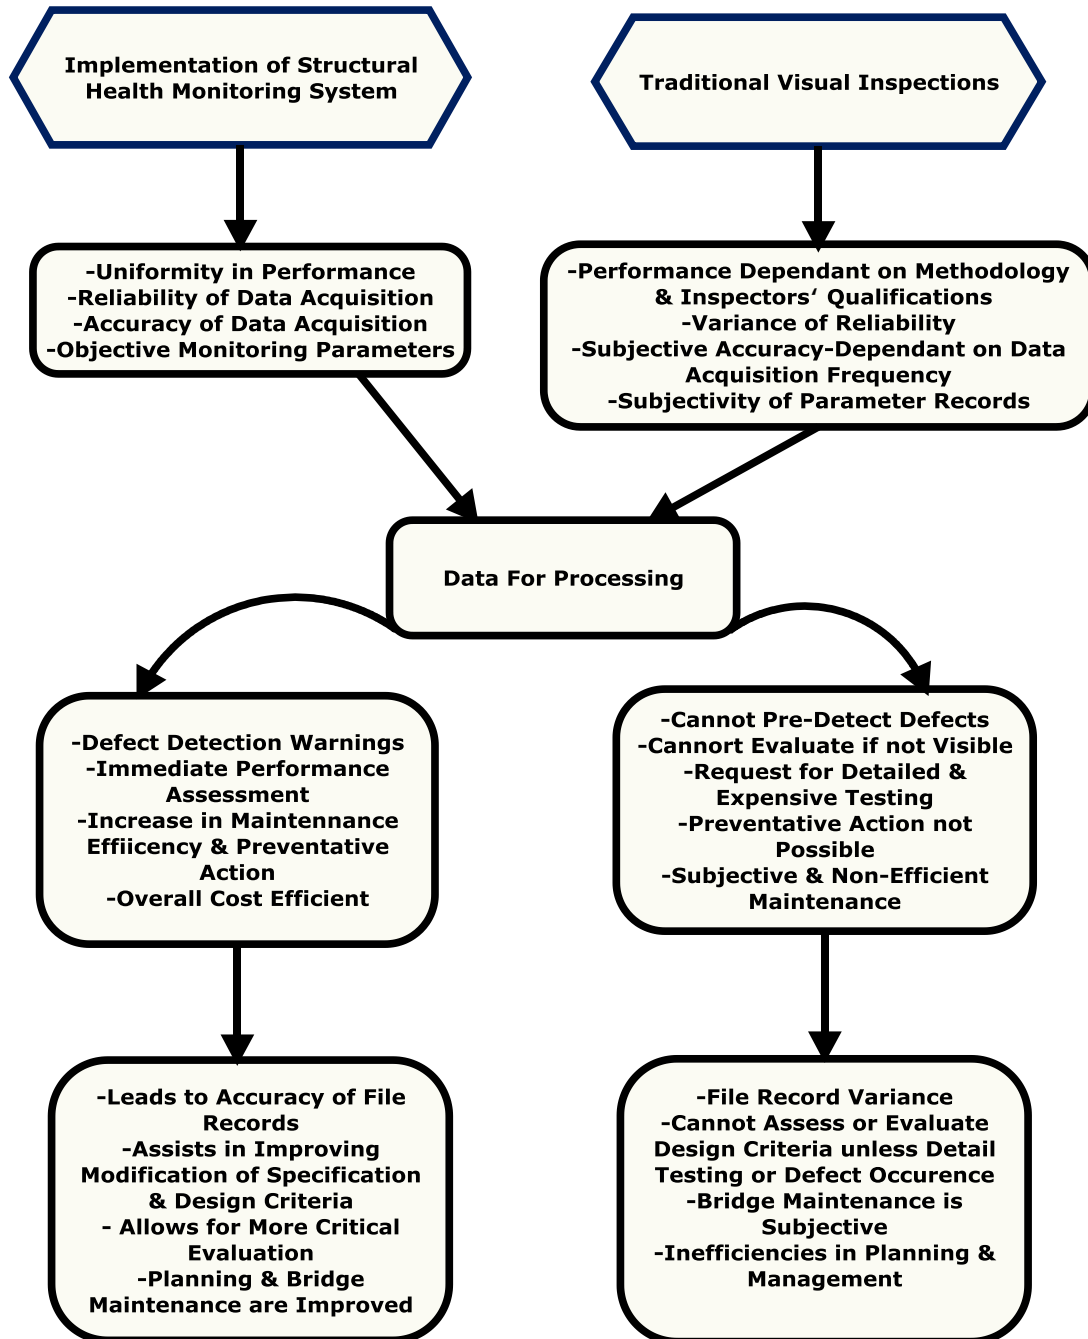 Implementation of Structural
Health Monitoring System
Traditional Visual Inspections
-Uniformity in Performance
-Reliability of Data Acquisition
-Accuracy of Data Acquisition
-Objective Monitoring Parameters
-Performance Dependant on Methodology
& Inspectors‘ Qualifications
-Variance of Reliability
-Subjective Accuracy-Dependant on Data
Acquisition Frequency
-Subjectivity of Parameter Records
Data For Processing
-Defect Detection Warnings
-Immediate Performance
Assessment
-Increase in Maintennance
Effiicency & Preventative
Action
-Overall Cost Efficient
-Cannot Pre-Detect Defects
-Cannort Evaluate if not Visible
-Request for Detailed &
Expensive Testing
-Preventative Action not
Possible
-Subjective & Non-Efficient
Maintenance
-Leads to Accuracy of File
Records
-Assists in Improving
Modification of Specification
& Design Criteria
- Allows for More Critical
Evaluation
-Planning & Bridge
Maintenance are Improved
-File Record Variance
-Cannot Assess or Evaluate
Design Criteria unless Detail
Testing or Defect Occurence
-Bridge Maintenance is
Subjective
-Inefficiencies in Planning &
Management